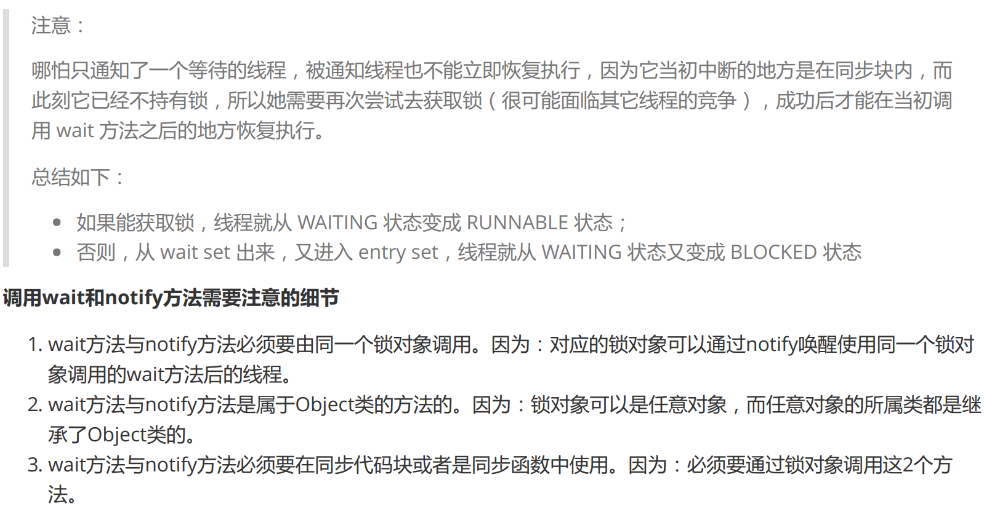 注意：
哪怕只通知了一个等待的线程，被通知线程也不能立即恢复执行，因为它当初中断的地方是在同步块内，而
此刻它已经不持有锁，所以她需要再次尝试去获取锁（很可能面临其它线程的竞争），成功后才能在当初调
用 wait 方法之后的地方恢复执行。
总结如下：
• 如果能获取锁，线程就从 WAITING 状态变成 RUNNABLE 状态；
• 否则，从 wait set 出来，又进入 entry set，线程就从 WAITING 状态又变成 BLOCKED 状态
调用wait和notify方法需要注意的细节
1. wait方法与notify方法必须要由同一个锁对象调用。因为：对应的锁对象可以通过notify唤醒使用同一个锁对
象调用的wait方法后的线程。
2. wait方法与notify方法是属于Object类的方法的。因为：锁对象可以是任意对象，而任意对象的所属类都是继
承了Object类的。
3. wait方法与notify方法必须要在同步代码块或者是同步函数中使用。因为：必须要通过锁对象调用这2个方
法。